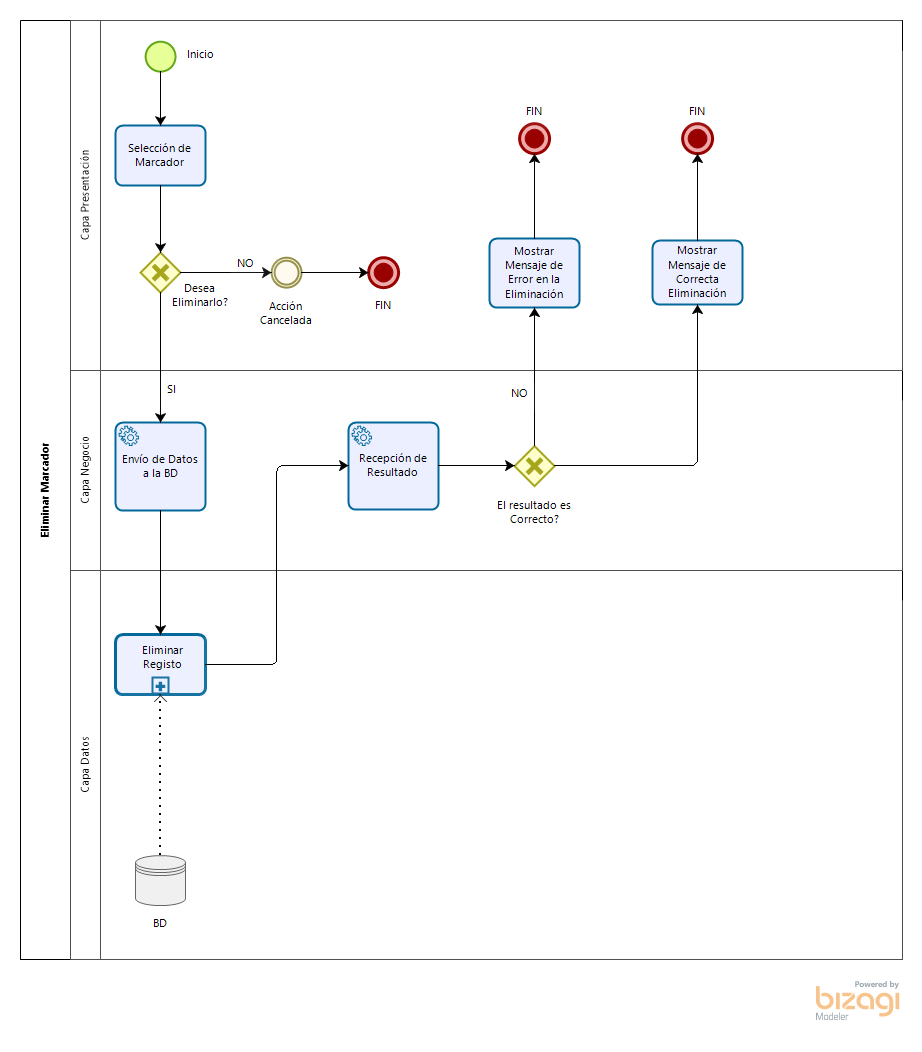 Eliminar Marcador
Capa Presentación
Inicio
Selección de
Marcador
Desea
Eliminarlo?
NO
Acción
Cancelada
FIN
FIN
Mostrar
Mensaje de
Error en la
Eliminación
FIN
Mostrar
Mensaje de
Correcta
Eliminación
Capa Negocio
SI
Envío de Datos
a la BD
Recepción de
Resultado
NO
El resultado es
Correcto?
Capa Datos
Eliminar
Registo
BD
Powered by
bizagi
Modeler